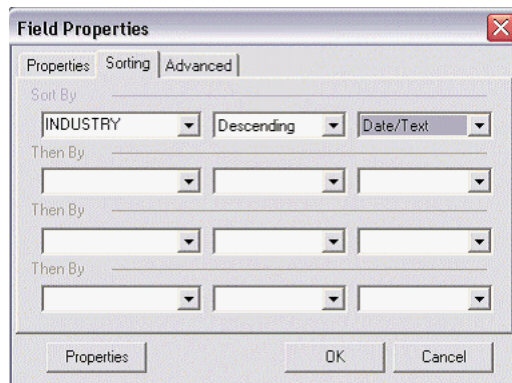 Field Properties
Properties Sorting Advanced
Sort By
INDUSTRY Descending Date/Text
Then By
Then By
Then By
Properties OK Cancel